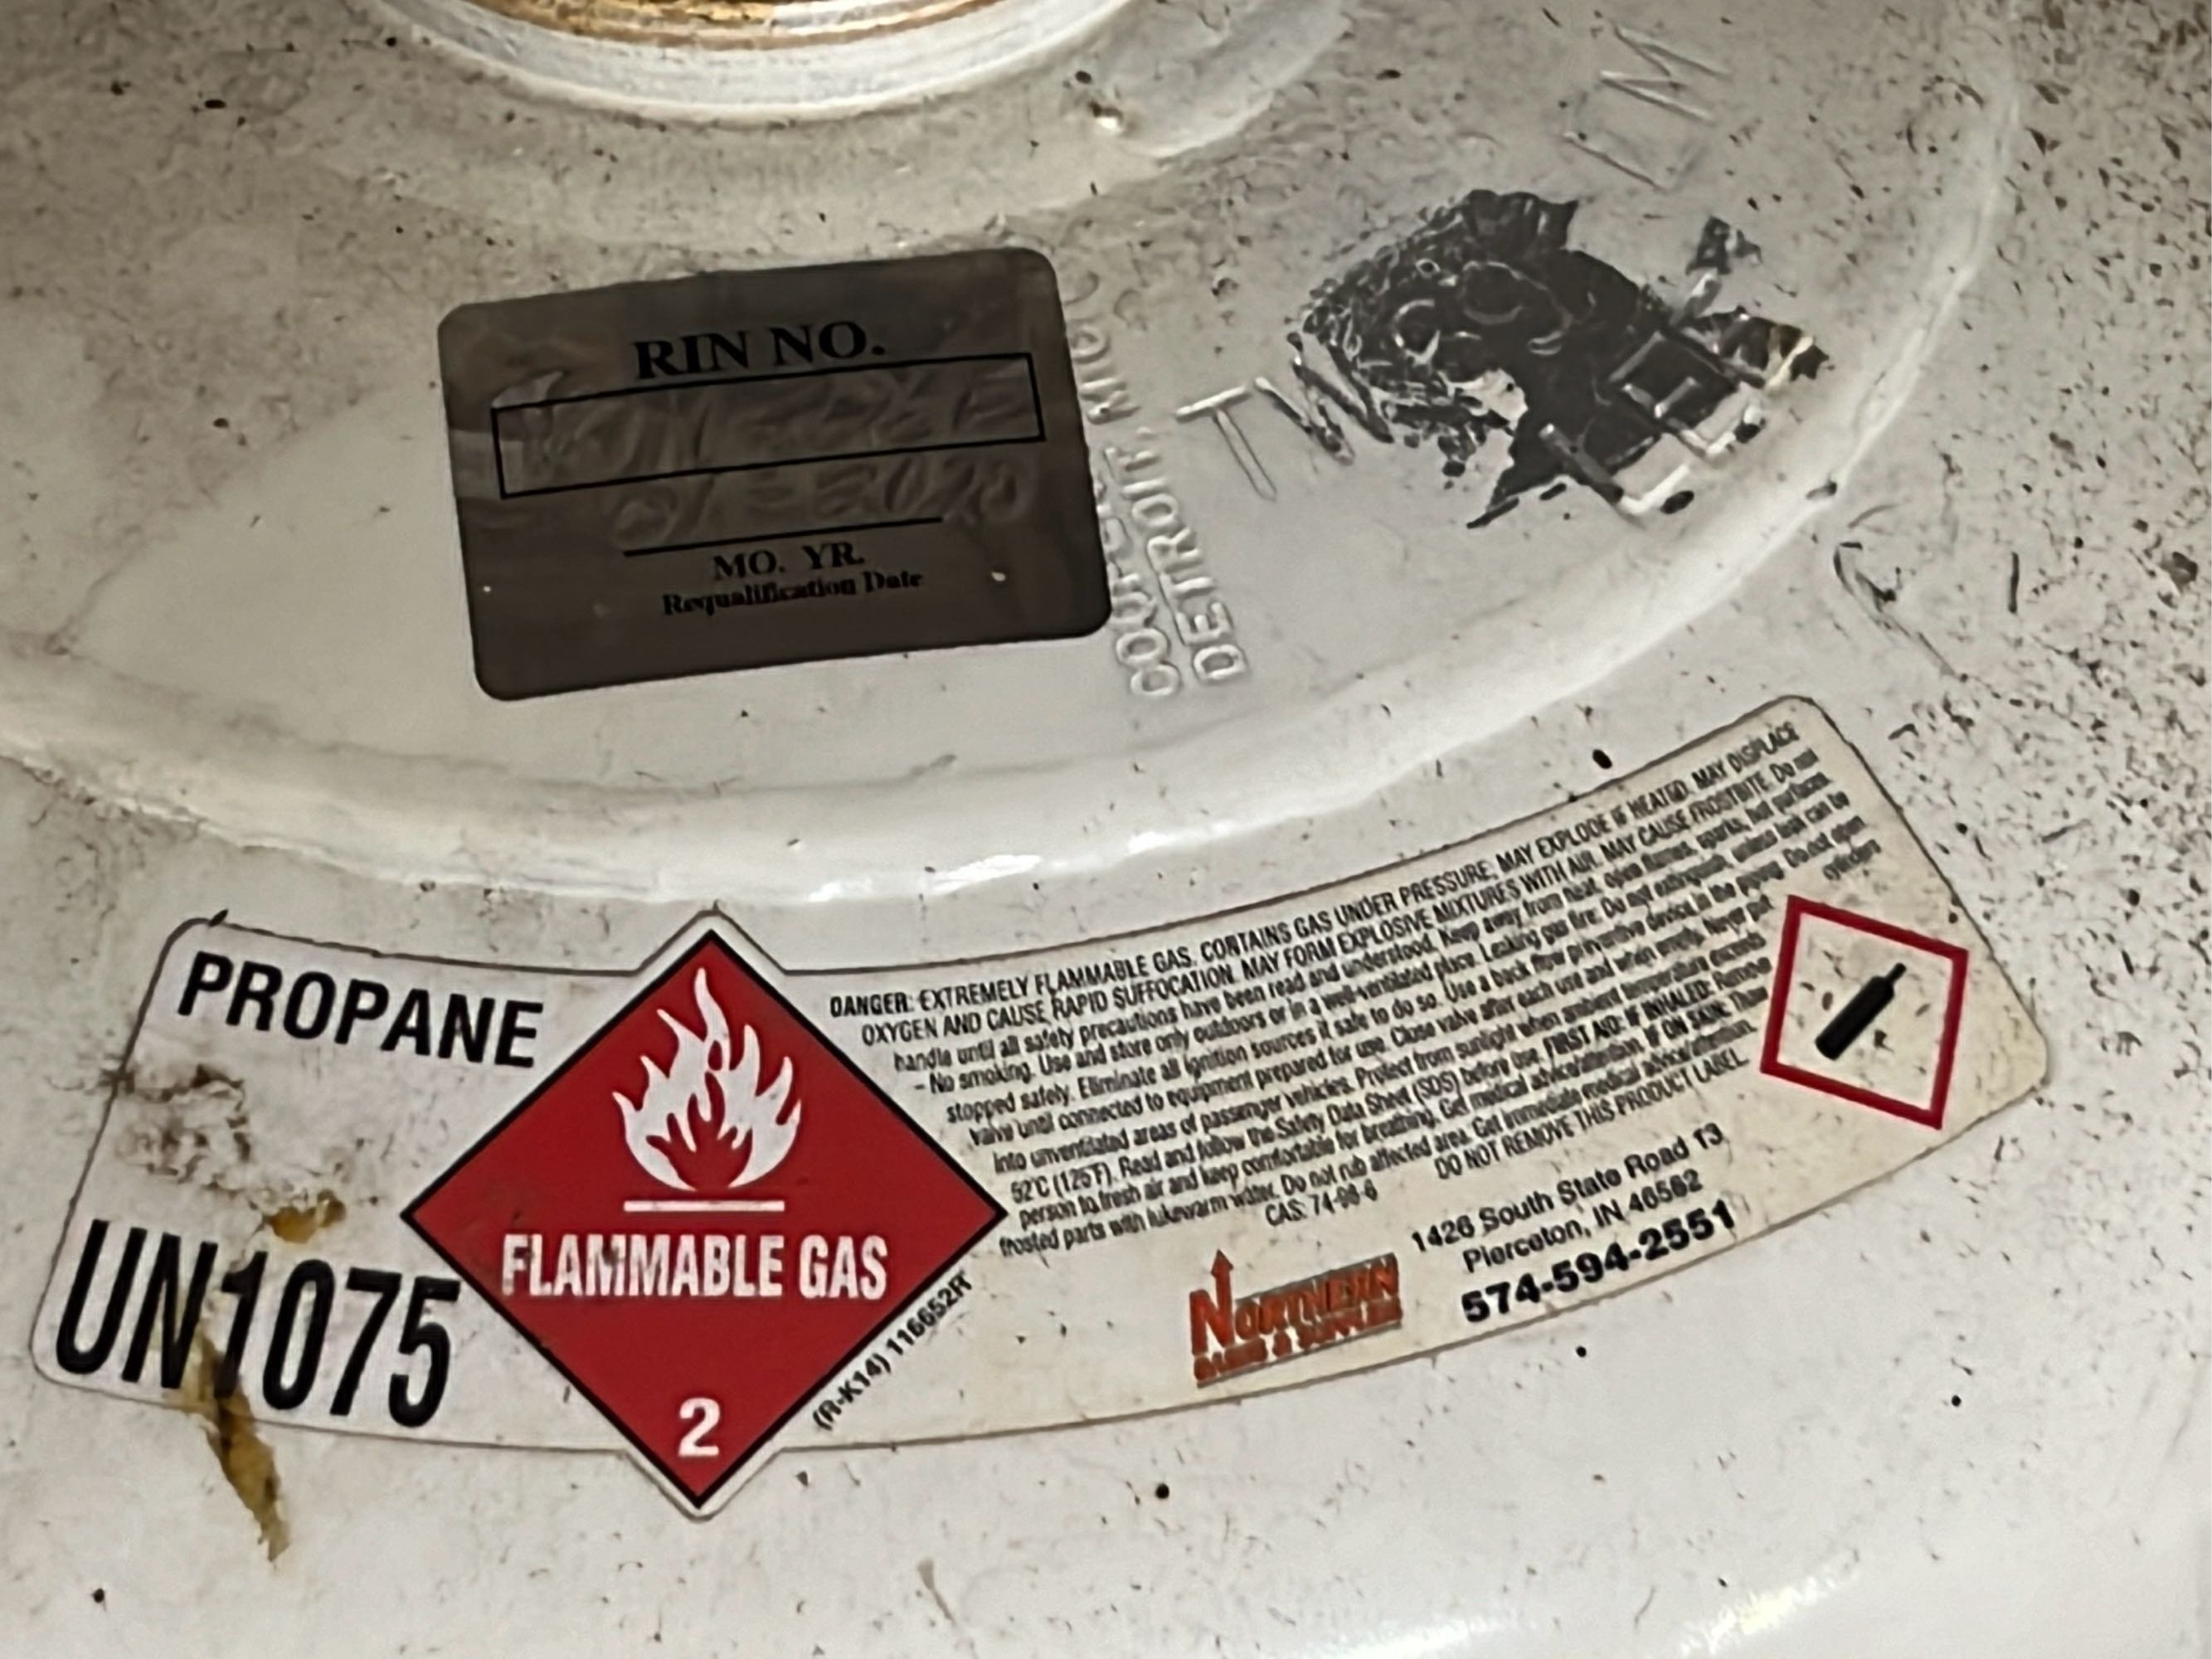 RIN NO.
MO. YR.
Requalification Date
DETROIT, MICH
TW
PROPANE
UN1075
FLAMMABLE GAS
2
(R-K14) 116652R
DANGER: EXTREMELY FLAMMABLE GAS. CONTAINS GAS UNDER PRESSURE; MAY EXPLODE IF HEATED. MAY DISPLACE
OXYGEN AND CAUSE RAPID SUFFOCATION. MAY FORM EXPLOSIVE MIXTURES WITH AIR. MAY CAUSE FROSTBITE. Do not
handle until all safety precautions have been read and understood. Keep away from heat, open flames, sparks, hot surfaces.
– No smoking. Use and store only outdoors or in a well-ventilated place. Leaking gas fire: Do not extinguish, unless leak can be
stopped safely. Eliminate all ignition sources if safe to do so. Use a back flow preventive device in the piping. Do not open
valve until connected to equipment prepared for use. Close valve after each use and when empty. Never put cylinders
into unventilated areas of passenger vehicles. Protect from sunlight when ambient temperature exceeds
52°C (125°F). Read and follow the Safety Data Sheet (SDS) before use. FIRST AID: IF INHALED: Remove
person to fresh air and keep comfortable for breathing. Get medical advice/attention. IF ON SKIN: Thaw
frosted parts with lukewarm water. Do not rub affected area. Get immediate medical advice/attention.
CAS: 74-98-6
DO NOT REMOVE THIS PRODUCT LABEL.
NORTHERN
GASES & SUPPLIES
1426 South State Road 13
Pierceton, IN 46562
574-594-2551